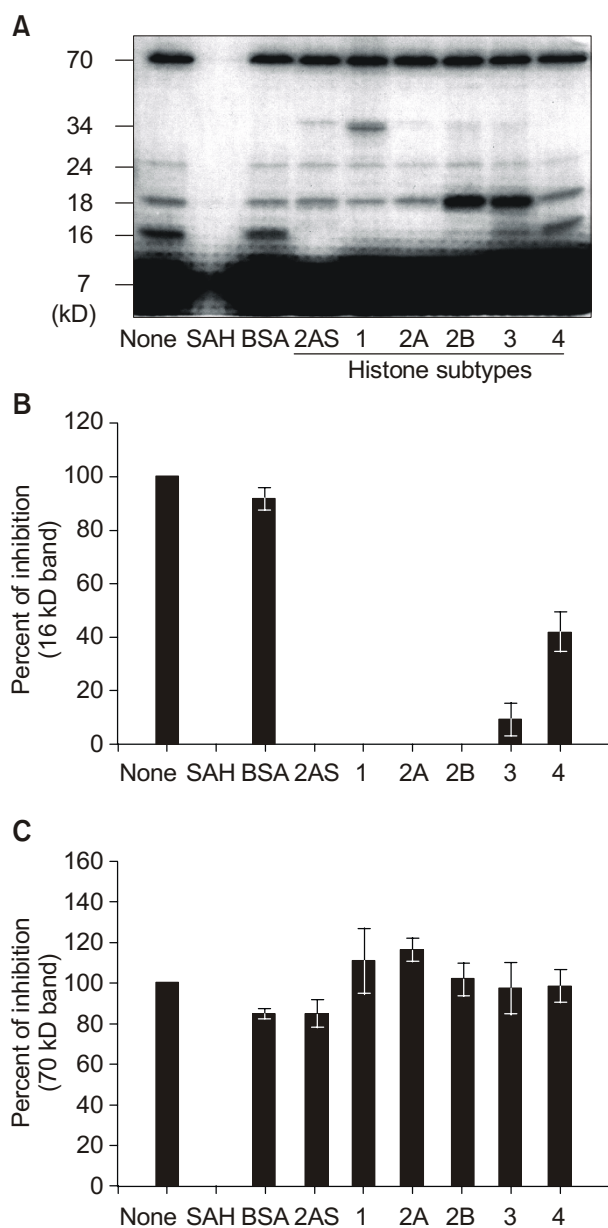 A
70
34
24
18
16
7
(kD)
None SAH BSA 2AS 1 2A 2B 3 4
Histone subtypes
B
120
100
80
60
40
20
0
Percent of inhibition
(16 kD band)
None SAH BSA 2AS 1 2A 2B 3 4
C
160
140
120
100
80
60
40
20
0
Percent of inhibition
(70 kD band)
None SAH BSA 2AS 1 2A 2B 3 4